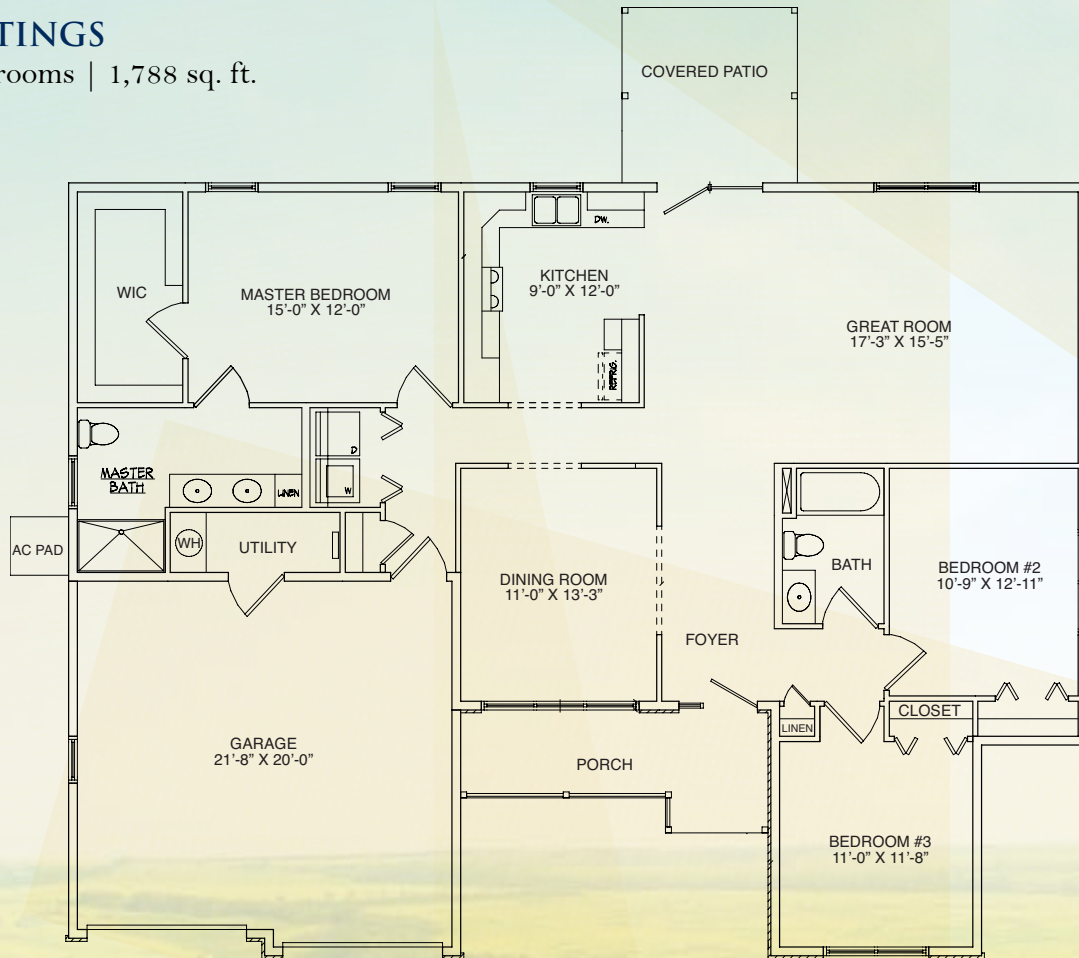 TINGS
rooms | 1,788 sq. ft.
COVERED PATIO
WIC
MASTER BEDROOM
15'-0" X 12'-0"
DW.
KITCHEN
9'-0" X 12'-0"
REFRIG.
GREAT ROOM
17'-3" X 15'-5"
MASTER
BATH
LINEN
D
W
AC PAD
WH
UTILITY
DINING ROOM
11'-0" X 13'-3"
BATH
BEDROOM #2
10'-9" X 12'-11"
FOYER
CLOSET
LINEN
GARAGE
21'-8" X 20'-0"
PORCH
BEDROOM #3
11'-0" X 11'-8"